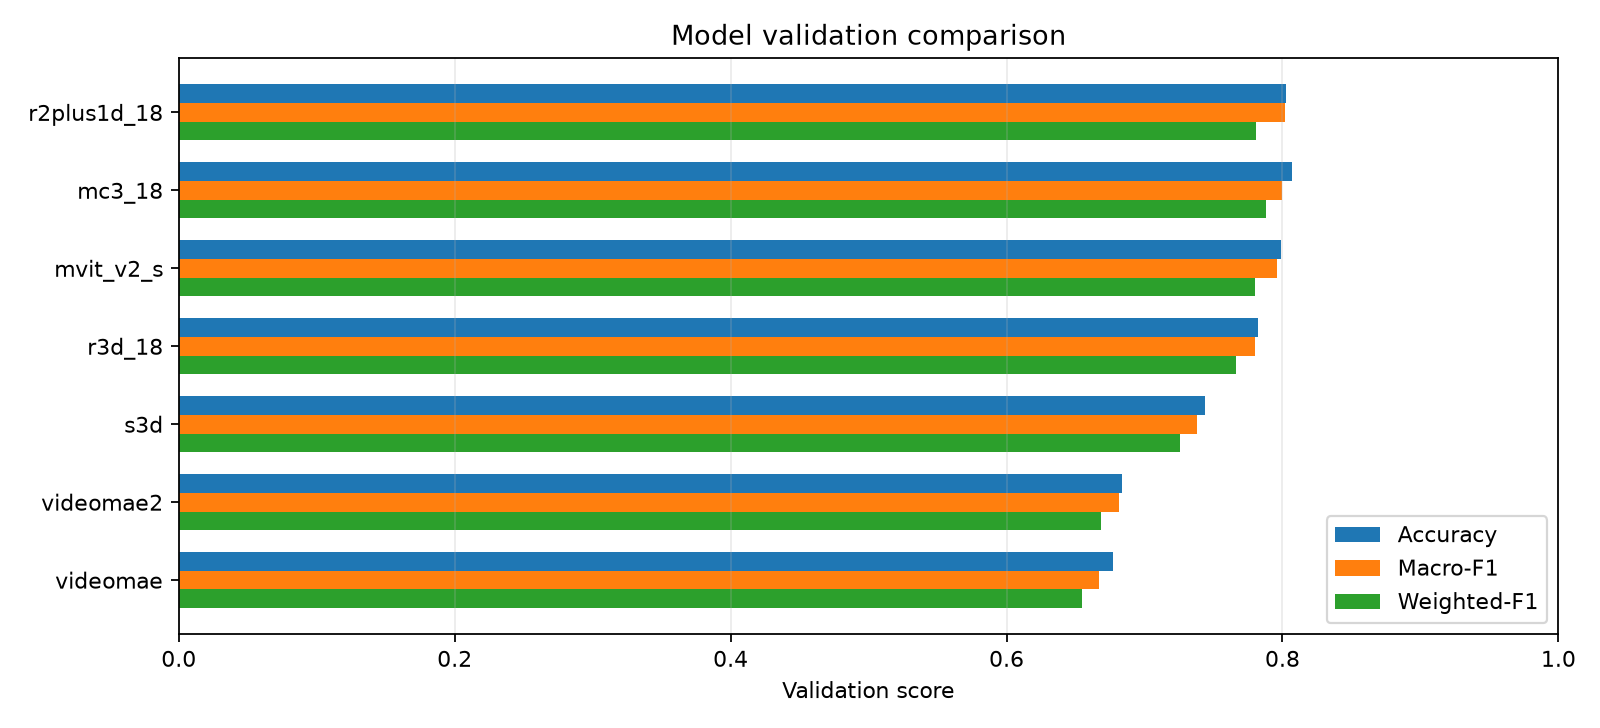 Model validation comparison
r2plus1d_18
mc3_18
mvit_v2_s
r3d_18
s3d
videomae2
videomae
Accuracy
Macro-F1
Weighted-F1
0.0 0.2 0.4 0.6 0.8 1.0
Validation score